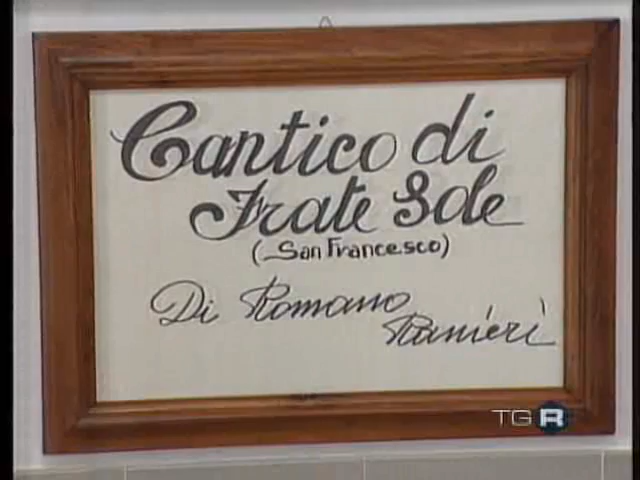 Cantico di
Frate Sole
(San Francesco)
Di Romano
Ranieri
TGR